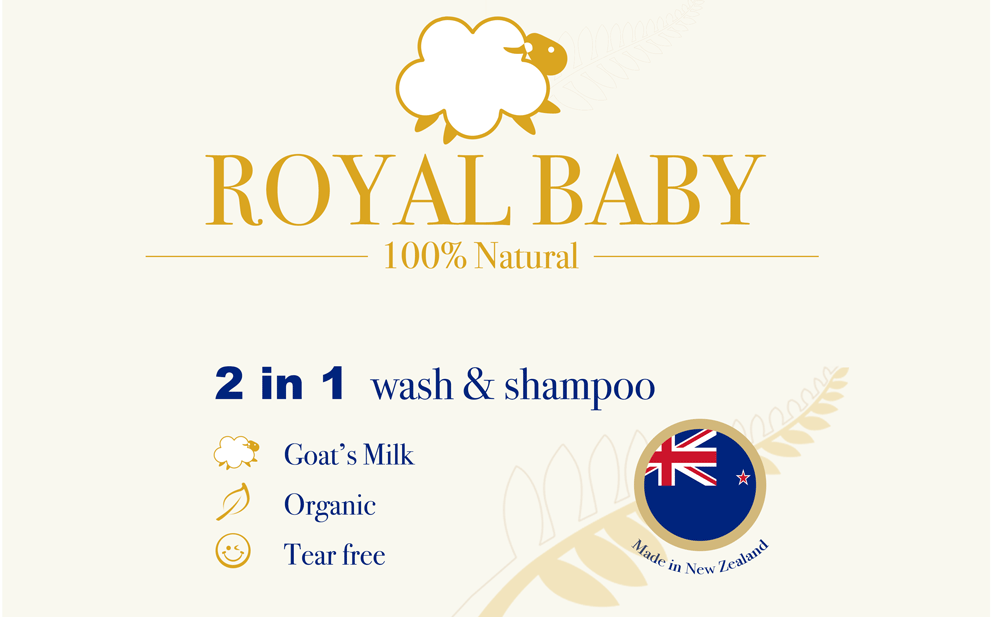 ROYAL BABY
100% Natural
2 in 1 wash & shampoo
Goat's Milk
Organic
Tear free
Made in New Zealand